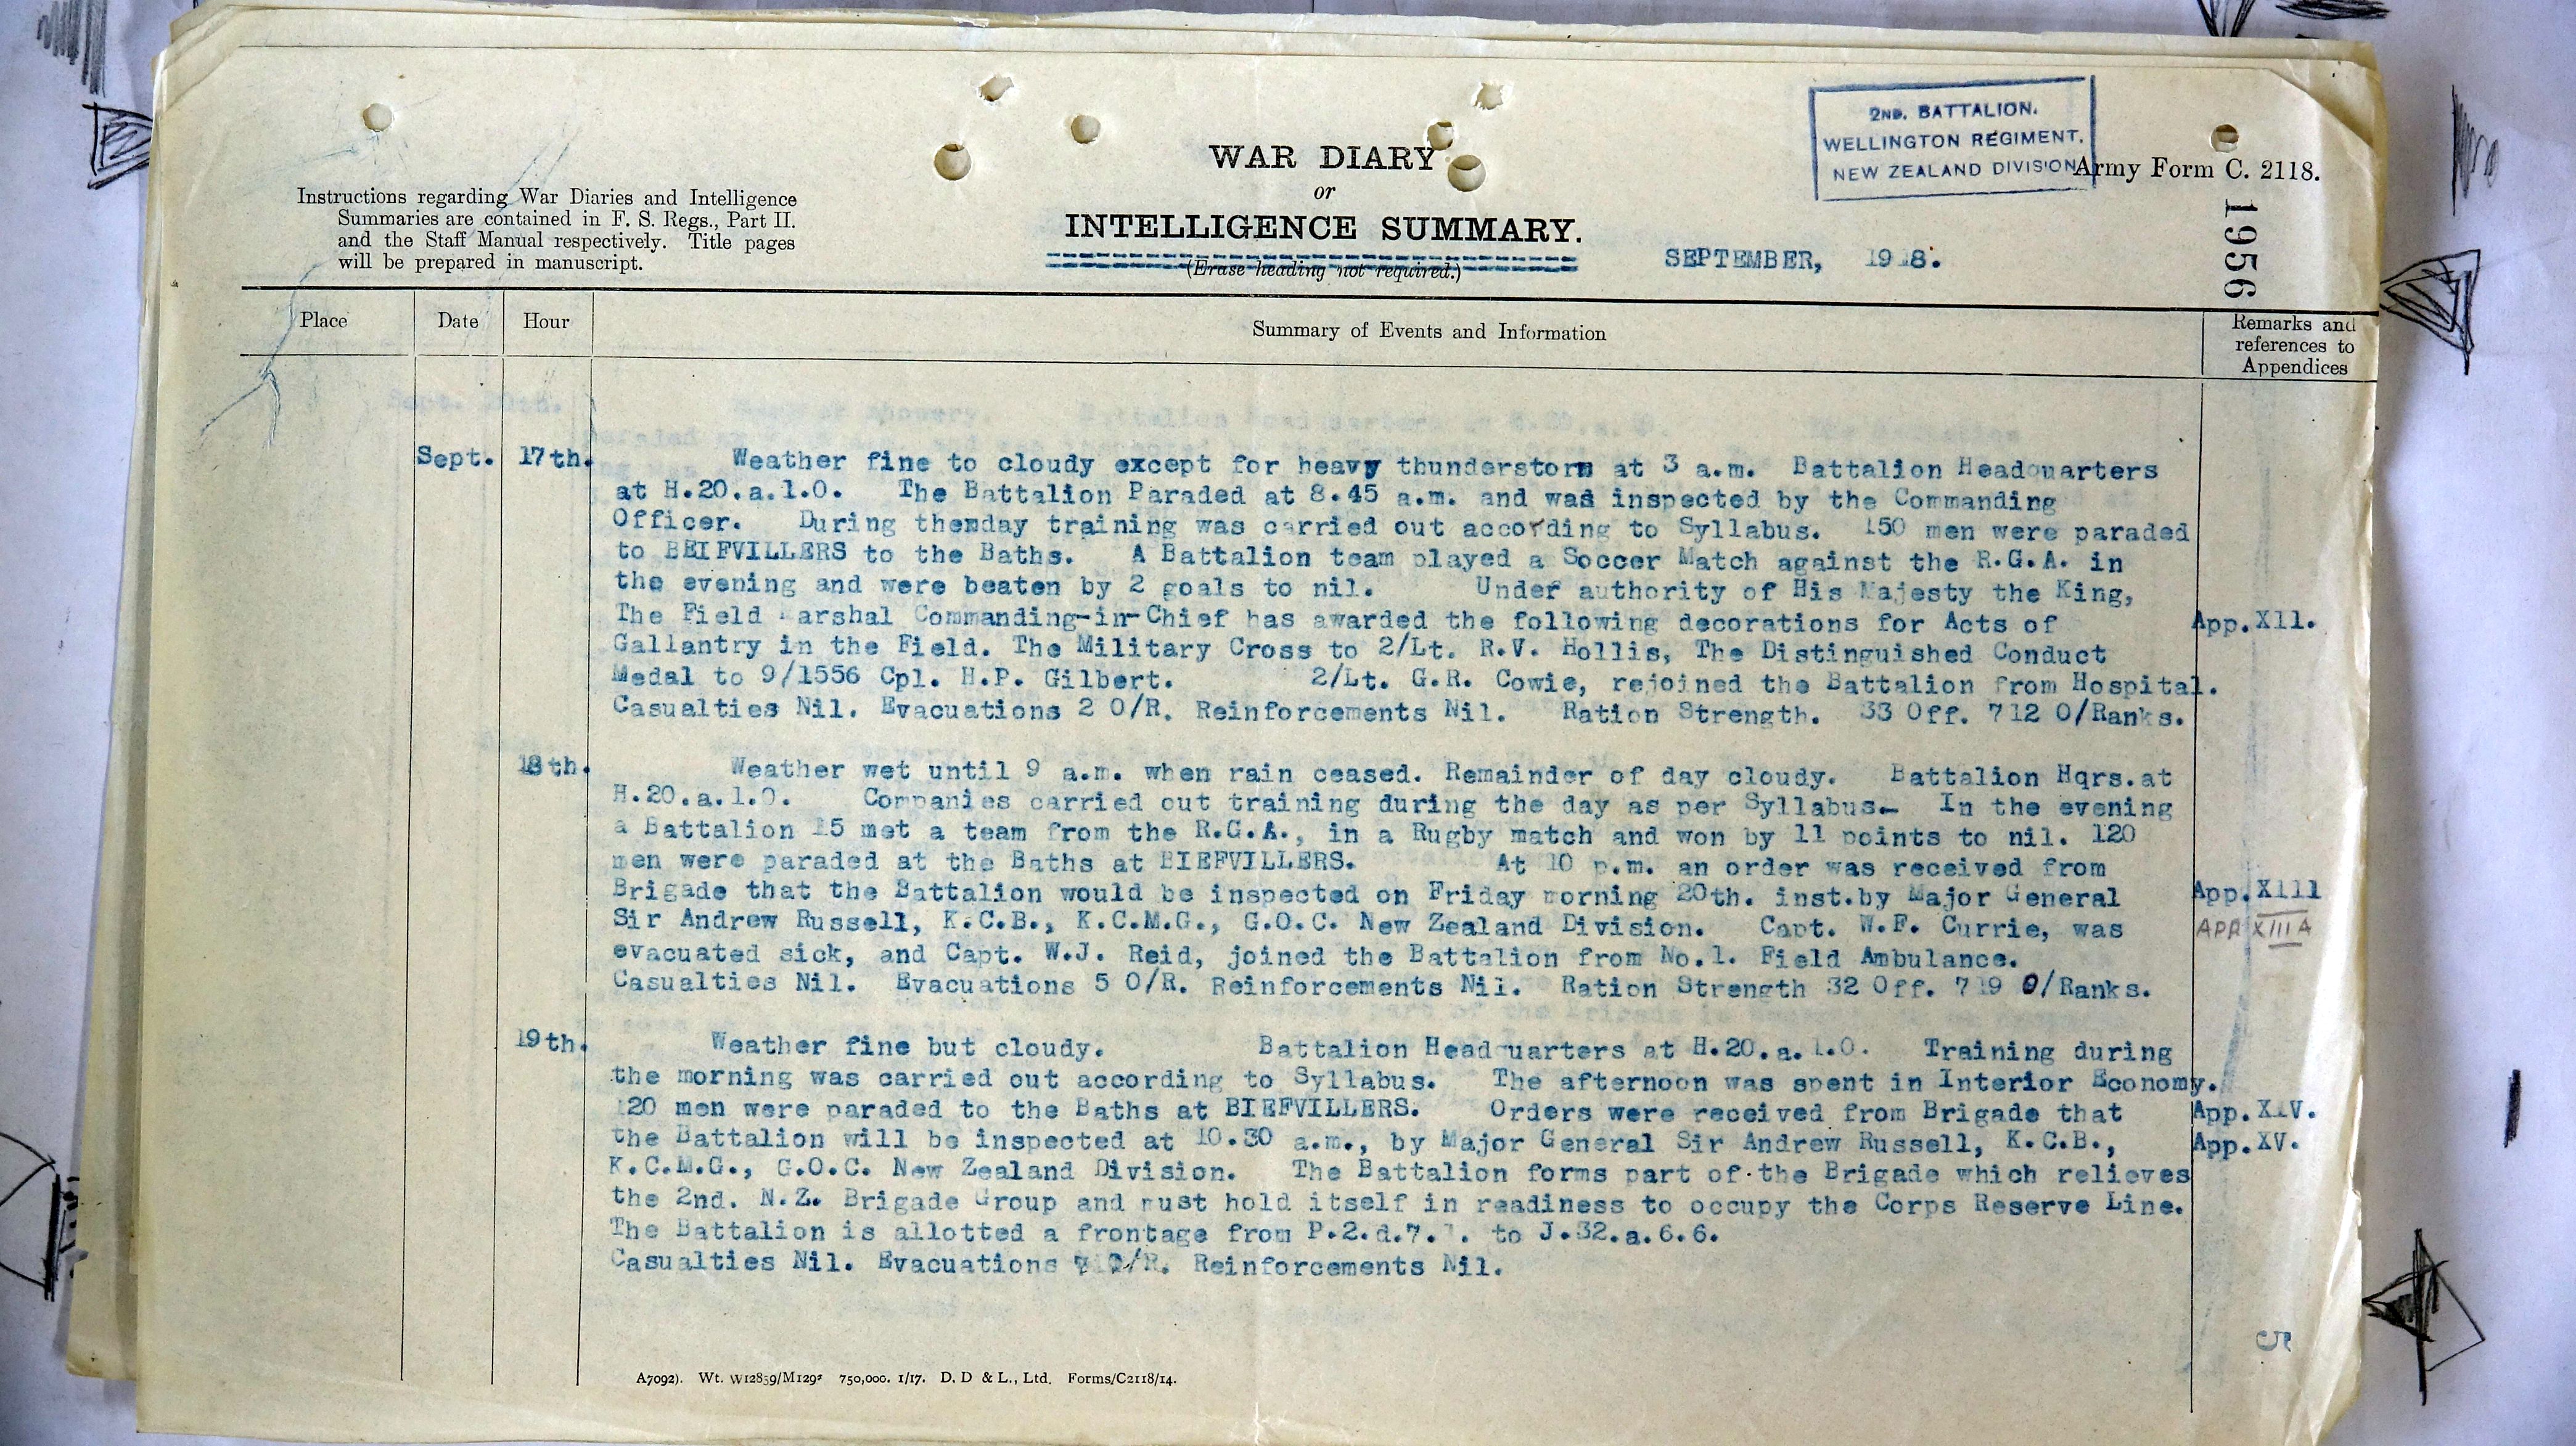 2ND. BATTALION.
WELLINGTON REGIMENT.
NEW ZEALAND DIVISION
Army Form C. 2118.
1956
WAR DIARY
or
INTELLIGENCE SUMMARY.
(Erase heading not required.)
Instructions regarding War Diaries and Intelligence
Summaries are contained in F. S. Regs., Part II.
and the Staff Manual respectively. Title pages
will be prepared in manuscript.
SEPTEMBER, 1918.
Place Date Hour Summary of Events and Information Remarks and
references to
Appendices
Sept. 17th. Weather fine to cloudy except for heavy thunderstorm at 3 a.m. Battalion Headquarters
at H.20.a.1.0. The Battalion Paraded at 8.45 a.m. and was inspected by the Commanding
Officer. During the day training was carried out according to Syllabus. 150 men were paraded
to BEIFVILLERS to the Baths. A Battalion team played a Soccer Match against the R.G.A. in
the evening and were beaten by 2 goals to nil. Under authority of His Majesty the King,
The Field Marshal Commanding-in-Chief has awarded the following decorations for Acts of App.X11.
Gallantry in the Field. The Military Cross to 2/Lt. R.V. Hollis, The Distinguished Conduct
Medal to 9/1556 Cpl. H.P. Gilbert. 2/Lt. G.R. Cowie, rejoined the Battalion from Hospital.
Casualties Nil. Evacuations 2 O/R. Reinforcements Nil. Ration Strength. 33 Off. 712 O/Ranks.
18th. Weather wet until 9 a.m. when rain ceased. Remainder of day cloudy. Battalion Hqrs.at
H.20.a.1.0. Companies carried out training during the day as per Syllabus. In the evening
a Battalion 15 met a team from the R.G.A., in a Rugby match and won by 11 points to nil. 120
men were paraded at the Baths at BIEFVILLERS. At 10 p.m. an order was received from
Brigade that the Battalion would be inspected on Friday morning 20th. inst.by Major General App.X111
Sir Andrew Russell, K.C.B., K.C.M.G., G.O.C. New Zealand Division. Capt. W.F. Currie, was APP XIII A
evacuated sick, and Capt. W.J. Reid, joined the Battalion from No.1. Field Ambulance.
Casualties Nil. Evacuations 5 O/R. Reinforcements Nil. Ration Strength 32 Off. 719 O/Ranks.
19th. Weather fine but cloudy. Battalion Headquarters at H.20.a.1.0. Training during
the morning was carried out according to Syllabus. The afternoon was spent in Interior Economy.
120 men were paraded to the Baths at BIEFVILLERS. Orders were received from Brigade that App.X1V.
the Battalion will be inspected at 10.30 a.m., by Major General Sir Andrew Russell, K.C.B., App.XV.
K.C.M.G., G.O.C. New Zealand Division. The Battalion forms part of the Brigade which relieves
the 2nd. N.Z. Brigade Group and must hold itself in readiness to occupy the Corps Reserve Line.
The Battalion is allotted a frontage from P.2.d.7.1. to J.32.a.6.6.
Casualties Nil. Evacuations O/R. Reinforcements Nil.
5
A7092). Wt. W12859/M1293 750,000. 1/17. D. D & L., Ltd. Forms/C2118/14.